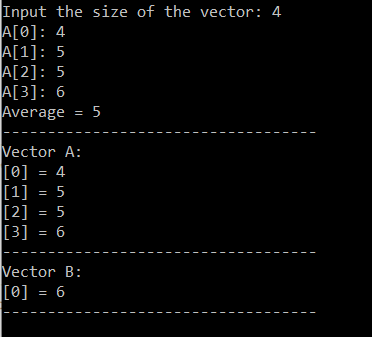 Input the size of the vector: 4
A[0]: 4
A[1]: 5
A[2]: 5
A[3]: 6
Average = 5
----------------------------------
Vector A:
[0] = 4
[1] = 5
[2] = 5
[3] = 6
----------------------------------
Vector B:
[0] = 6
----------------------------------